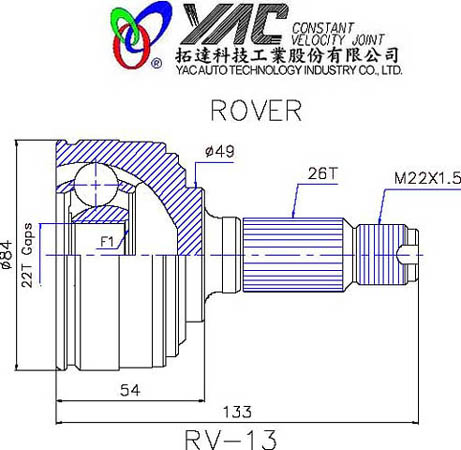 YAC CONSTANT
VELOCITY JOINT
拓達科技工業股份有限公司
YAC AUTO TECHNOLOGY INDUSTRY CO., LTD.
®
®
ROVER
ø49
26T
M22X1.5
ø84
22T Gaps
F1
54
133
RV-13